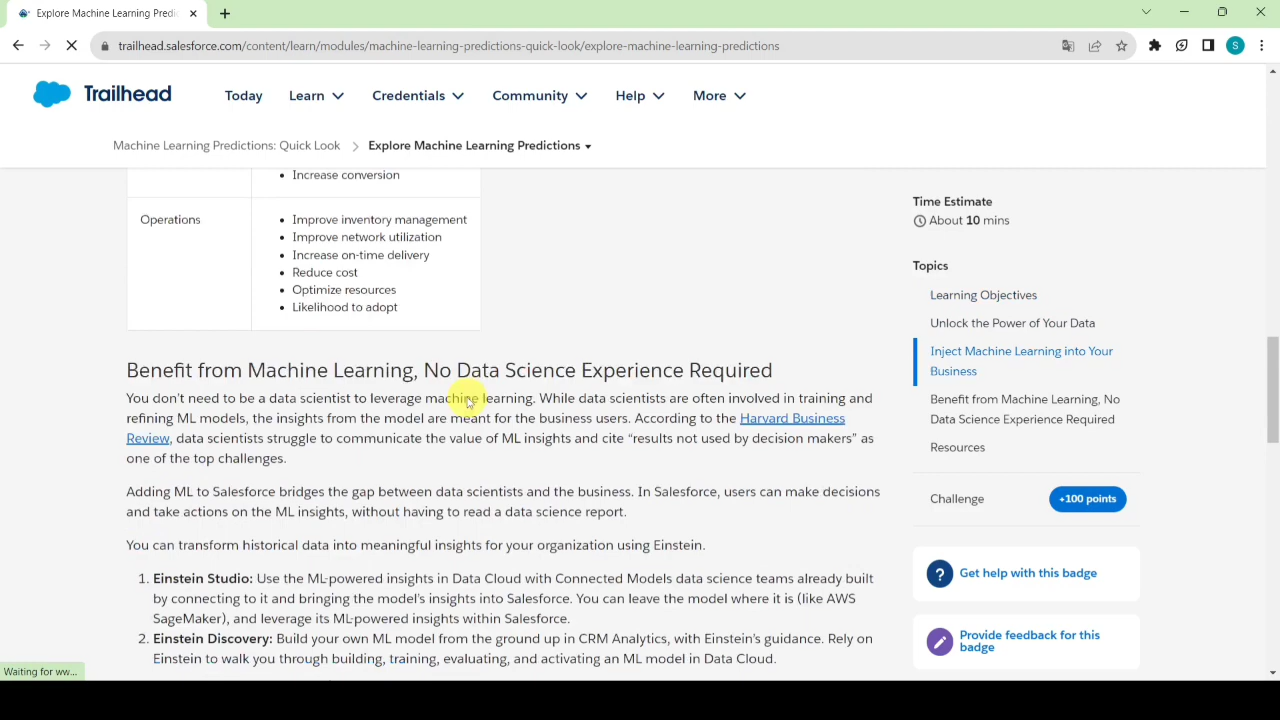 Explore Machine Learning Predic
trailhead.salesforce.com/content/learn/modules/machine-learning-predictions-quick-look/explore-machine-learning-predictions
S
Trailhead
Today
Learn
Credentials
Community
Help
More
Machine Learning Predictions: Quick Look
Explore Machine Learning Predictions
Increase conversion
Operations
Improve inventory management
Improve network utilization
Increase on-time delivery
Reduce cost
Optimize resources
Likelihood to adopt
Benefit from Machine Learning, No Data Science Experience Required
You don't need to be a data scientist to leverage machine learning. While data scientists are often involved in training and
refining ML models, the insights from the model are meant for the business users. According to the Harvard Business
Review, data scientists struggle to communicate the value of ML insights and cite “results not used by decision makers” as
one of the top challenges.
Adding ML to Salesforce bridges the gap between data scientists and the business. In Salesforce, users can make decisions
and take actions on the ML insights, without having to read a data science report.
You can transform historical data into meaningful insights for your organization using Einstein.
1. Einstein Studio: Use the ML-powered insights in Data Cloud with Connected Models data science teams already built
by connecting to it and bringing the model's insights into Salesforce. You can leave the model where it is (like AWS
SageMaker), and leverage its ML-powered insights within Salesforce.
2. Einstein Discovery: Build your own ML model from the ground up in CRM Analytics, with Einstein's guidance. Rely on
Einstein to walk you through building, training, evaluating, and activating an ML model in Data Cloud.
Time Estimate
About 10 mins
Topics
Learning Objectives
Unlock the Power of Your Data
Inject Machine Learning into Your
Business
Benefit from Machine Learning, No
Data Science Experience Required
Resources
Challenge
+100 points
? Get help with this badge
Provide feedback for this
badge
Waiting for ww...